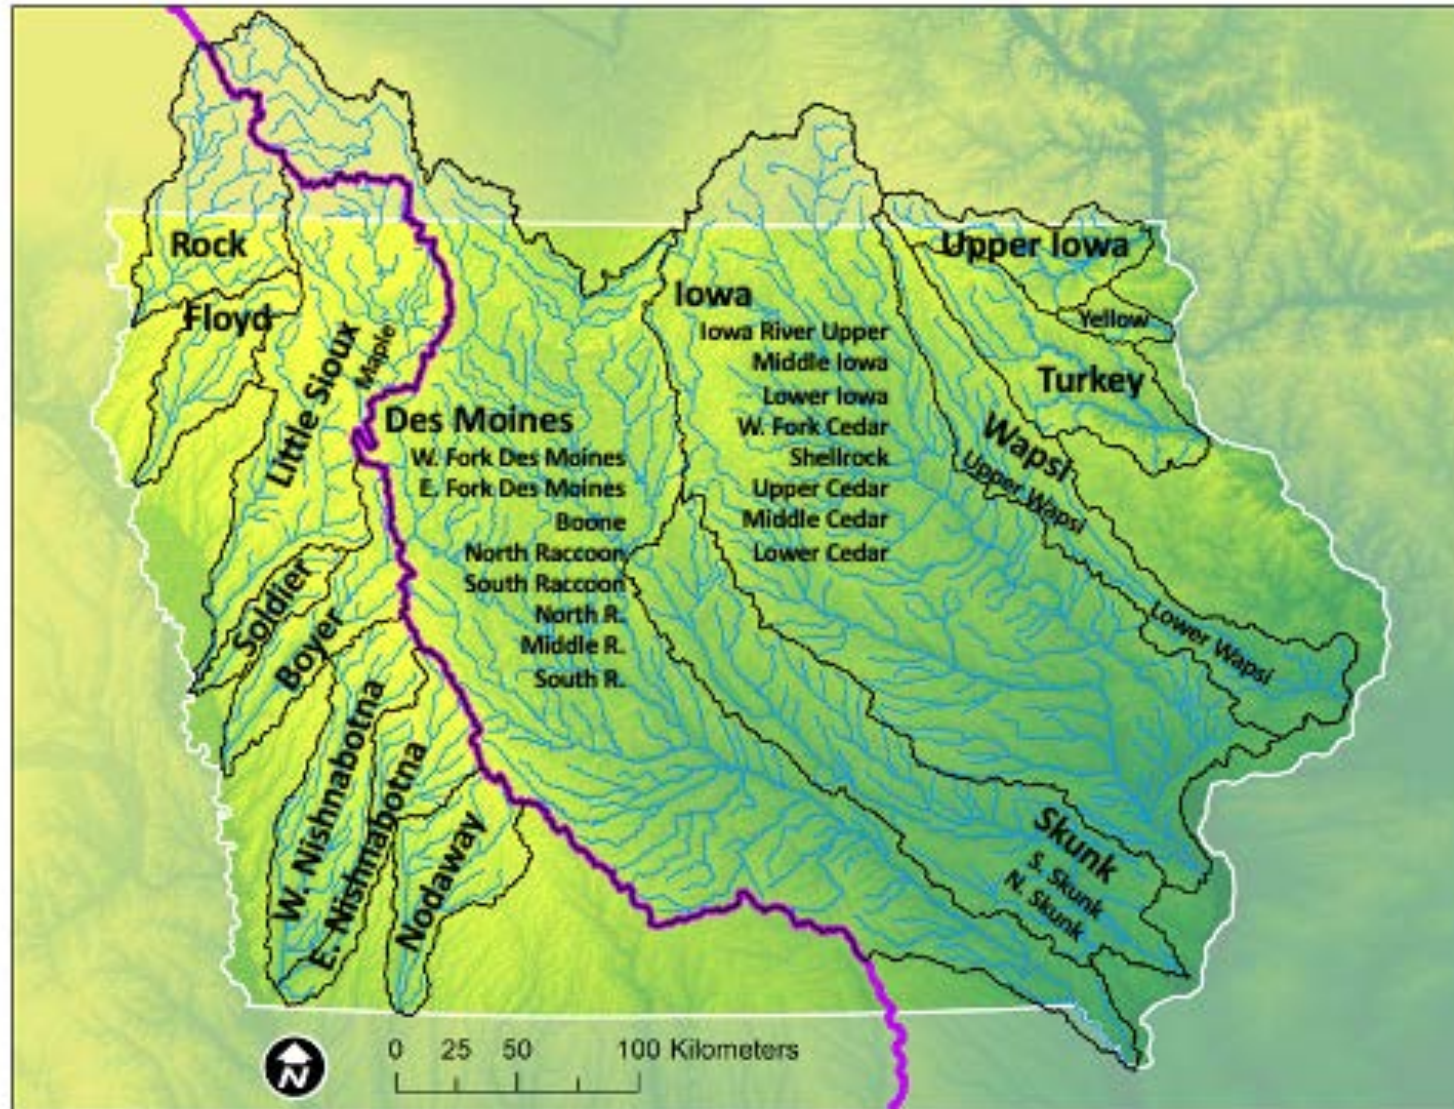 Rock
Upper Iowa
Iowa
Floyd
Yellow
Iowa River Upper
Maple
Little Sioux
Middle Iowa
Turkey
Lower Iowa
Des Moines
W. Fork Cedar
Wapsi
W. Fork Des Moines
Shellrock
E. Fork Des Moines
Upper Cedar
Upper Wapsi
Boone
Middle Cedar
North Raccoon
Lower Cedar
South Raccoon
Soldier
North R.
Boyer
Middle R.
Lower Wapsi
South R.
W. Nishnabotna
E. Nishnabotna
Nodaway
Skunk
S. Skunk
N. Skunk
N
0 25 50 100 Kilometers